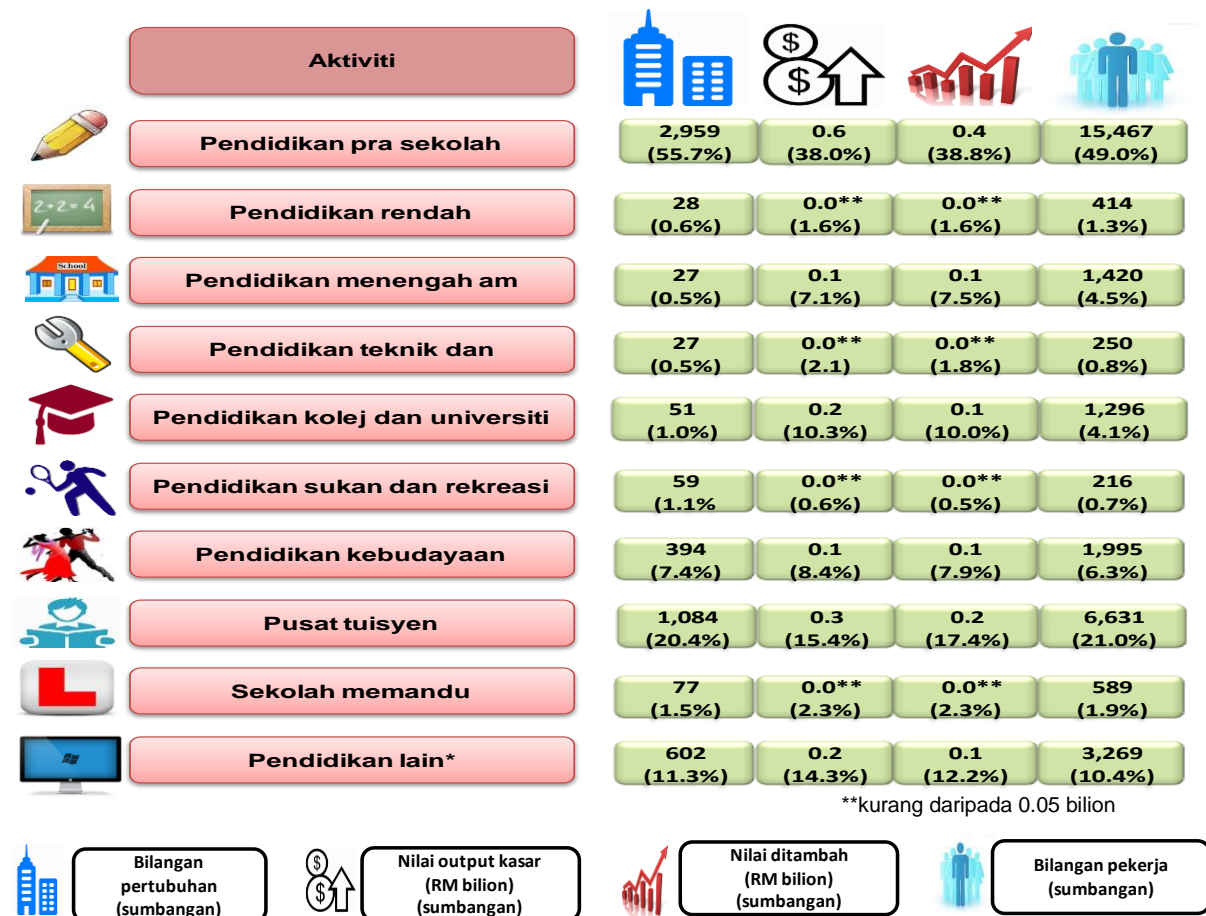 Aktiviti
Pendidikan pra sekolah
2,959 0.6 0.4 15,467
(55.7%) (38.0%) (38.8%) (49.0%)
2+2=4
Pendidikan rendah
28 0.0** 0.0** 414
(0.6%) (1.6%) (1.6%) (1.3%)
School
Pendidikan menengah am
27 0.1 0.1 1,420
(0.5%) (7.1%) (7.5%) (4.5%)
Pendidikan teknik dan
27 0.0** 0.0** 250
(0.5%) (2.1) (1.8%) (0.8%)
Pendidikan kolej dan universiti
51 0.2 0.1 1,296
(1.0%) (10.3%) (10.0%) (4.1%)
Pendidikan sukan dan rekreasi
59 0.0** 0.0** 216
(1.1% (0.6%) (0.5%) (0.7%)
Pendidikan kebudayaan
394 0.1 0.1 1,995
(7.4%) (8.4%) (7.9%) (6.3%)
Pusat tuisyen
1,084 0.3 0.2 6,631
(20.4%) (15.4%) (17.4%) (21.0%)
Sekolah memandu
77 0.0** 0.0** 589
(1.5%) (2.3%) (2.3%) (1.9%)
Pendidikan lain*
602 0.2 0.1 3,269
(11.3%) (14.3%) (12.2%) (10.4%)
**kurang daripada 0.05 bilion
Bilangan
pertubuhan
(sumbangan)
Nilai output kasar
(RM bilion)
(sumbangan)
Nilai ditambah
(RM bilion)
(sumbangan)
Bilangan pekerja
(sumbangan)